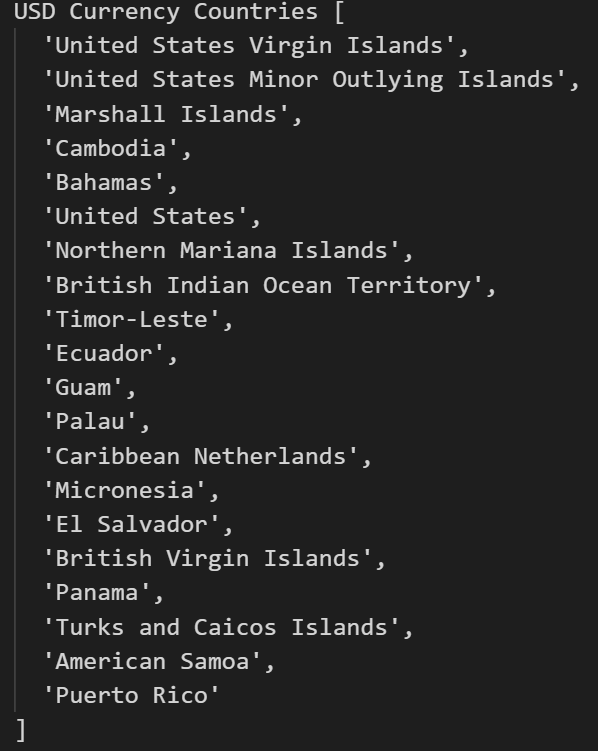 USD Currency Countries [
  'United States Virgin Islands',
  'United States Minor Outlying Islands',
  'Marshall Islands',
  'Cambodia',
  'Bahamas',
  'United States',
  'Northern Mariana Islands',
  'British Indian Ocean Territory',
  'Timor-Leste',
  'Ecuador',
  'Guam',
  'Palau',
  'Caribbean Netherlands',
  'Micronesia',
  'El Salvador',
  'British Virgin Islands',
  'Panama',
  'Turks and Caicos Islands',
  'American Samoa',
  'Puerto Rico'
]